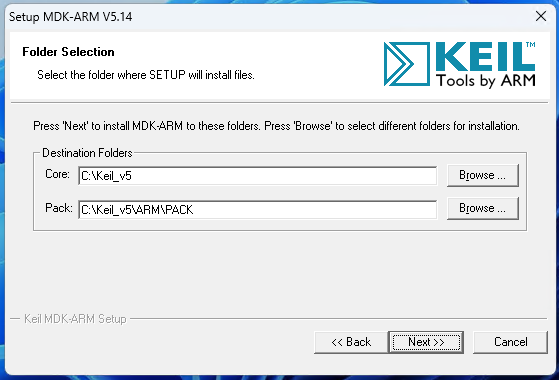 Setup MDK-ARM V5.14
Folder Selection
Select the folder where SETUP will install files.
KEIL™
Tools by ARM
Press 'Next' to install MDK-ARM to these folders. Press 'Browse' to select different folders for installation.
Destination Folders
Core: C:\Keil_v5 Browse ...
Pack: C:\Keil_v5\ARM\PACK Browse ...
Keil MDK-ARM Setup
<< Back Next >> Cancel